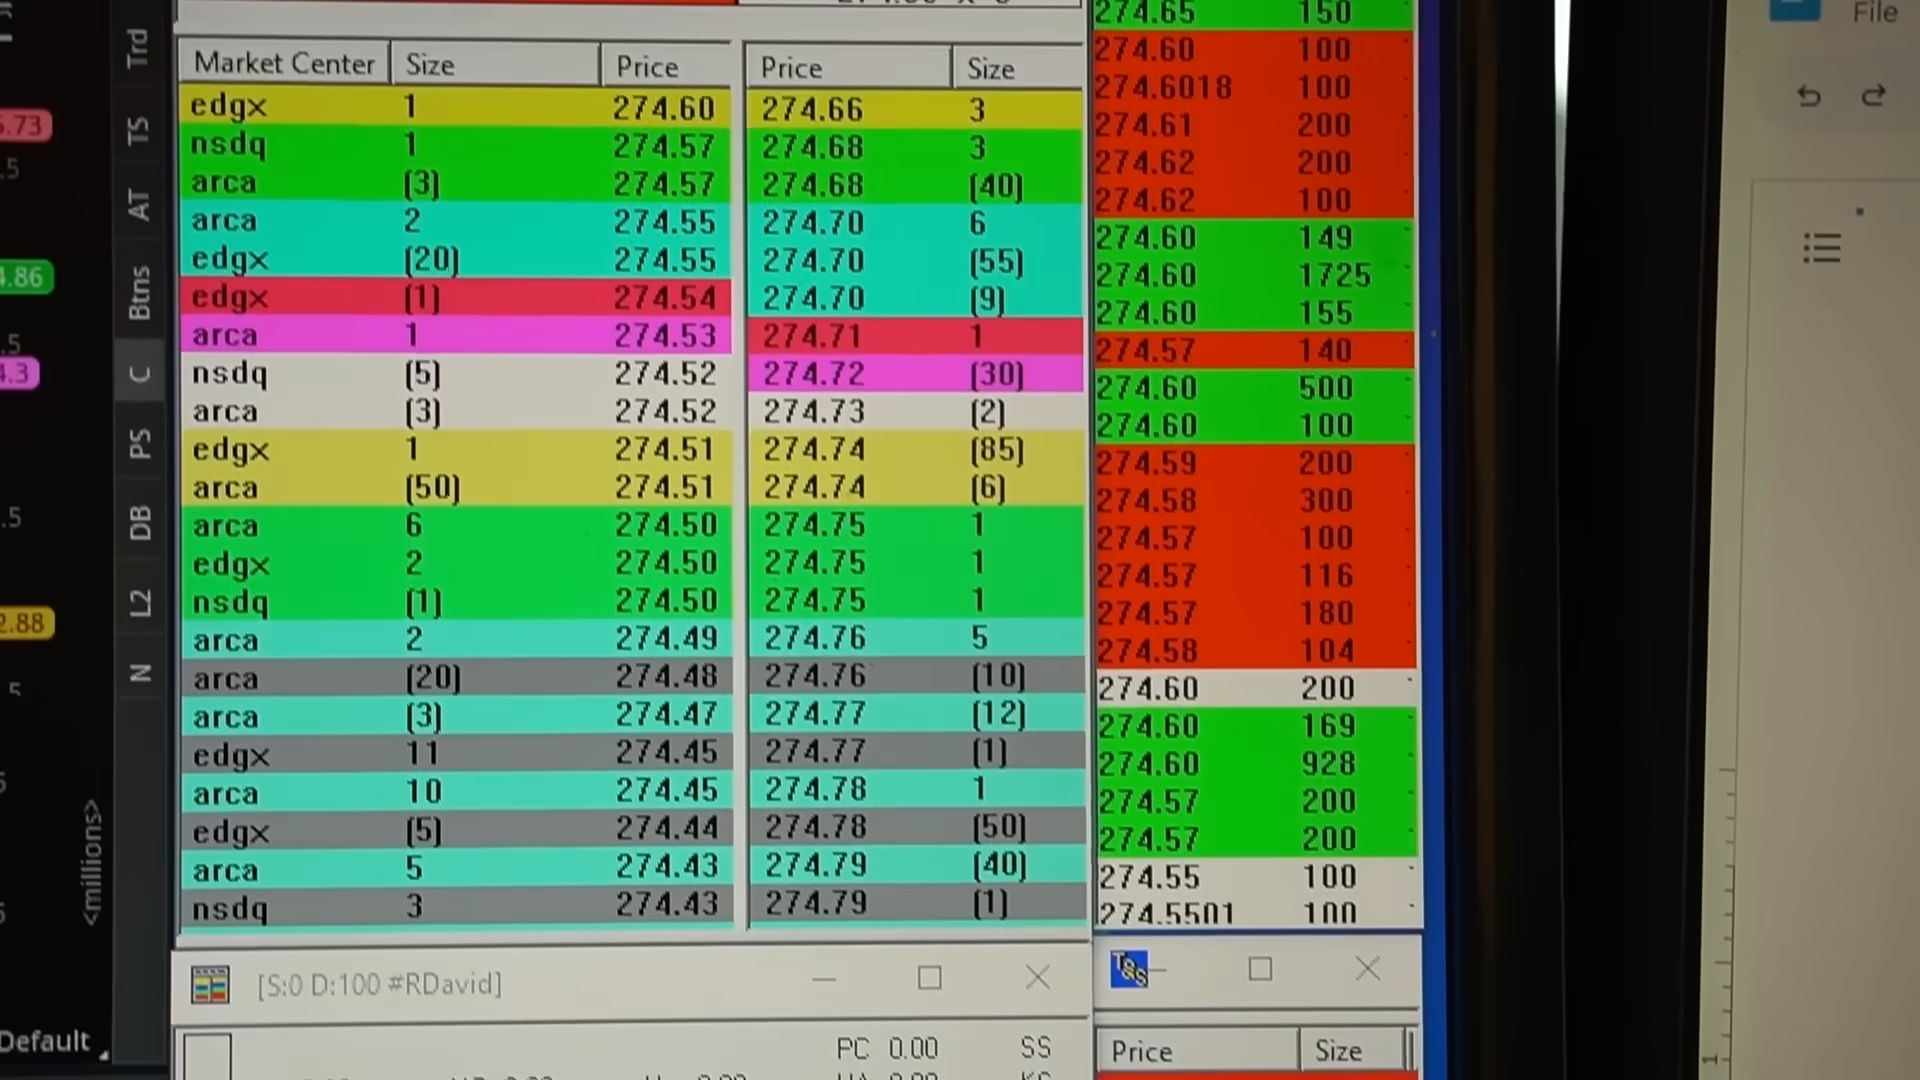 Market Center Size Price Price Size
edgx 1 274.60 274.66 3
nsdq 1 274.57 274.68 3
arca (3) 274.57 274.68 (40)
arca 2 274.55 274.70 6
edgx (20) 274.55 274.70 (55)
edgx (1) 274.54 274.70 (9)
arca 1 274.53 274.71 1
nsdq (5) 274.52 274.72 (30)
arca (3) 274.52 274.73 (2)
edgx 1 274.51 274.74 (85)
arca (50) 274.51 274.74 (6)
arca 6 274.50 274.75 1
edgx 2 274.50 274.75 1
nsdq (1) 274.50 274.75 1
arca 2 274.49 274.76 5
arca (20) 274.48 274.76 (10)
arca (3) 274.47 274.77 (12)
edgx 11 274.45 274.77 (1)
arca 10 274.45 274.78 1
edgx (5) 274.44 274.78 (50)
arca 5 274.43 274.79 (40)
nsdq 3 274.43 274.79 (1)
274.65 150
274.60 100
274.6018 100
274.61 200
274.62 200
274.62 100
274.60 149
274.60 1725
274.60 155
274.57 140
274.60 500
274.60 100
274.59 200
274.58 300
274.57 100
274.57 116
274.57 180
274.58 104
274.60 200
274.60 169
274.60 928
274.57 200
274.57 200
274.55 100
274.5501 100
[S:0 D:100 #RDavid]
T&S
PC 0.00 SS
Price Size
Trd
TS
AT
Btns
C
PS
DB
L2
N
5.73
.5
4.86
.5
4.3
.5
2.88
5
<millions>
Default
File
1